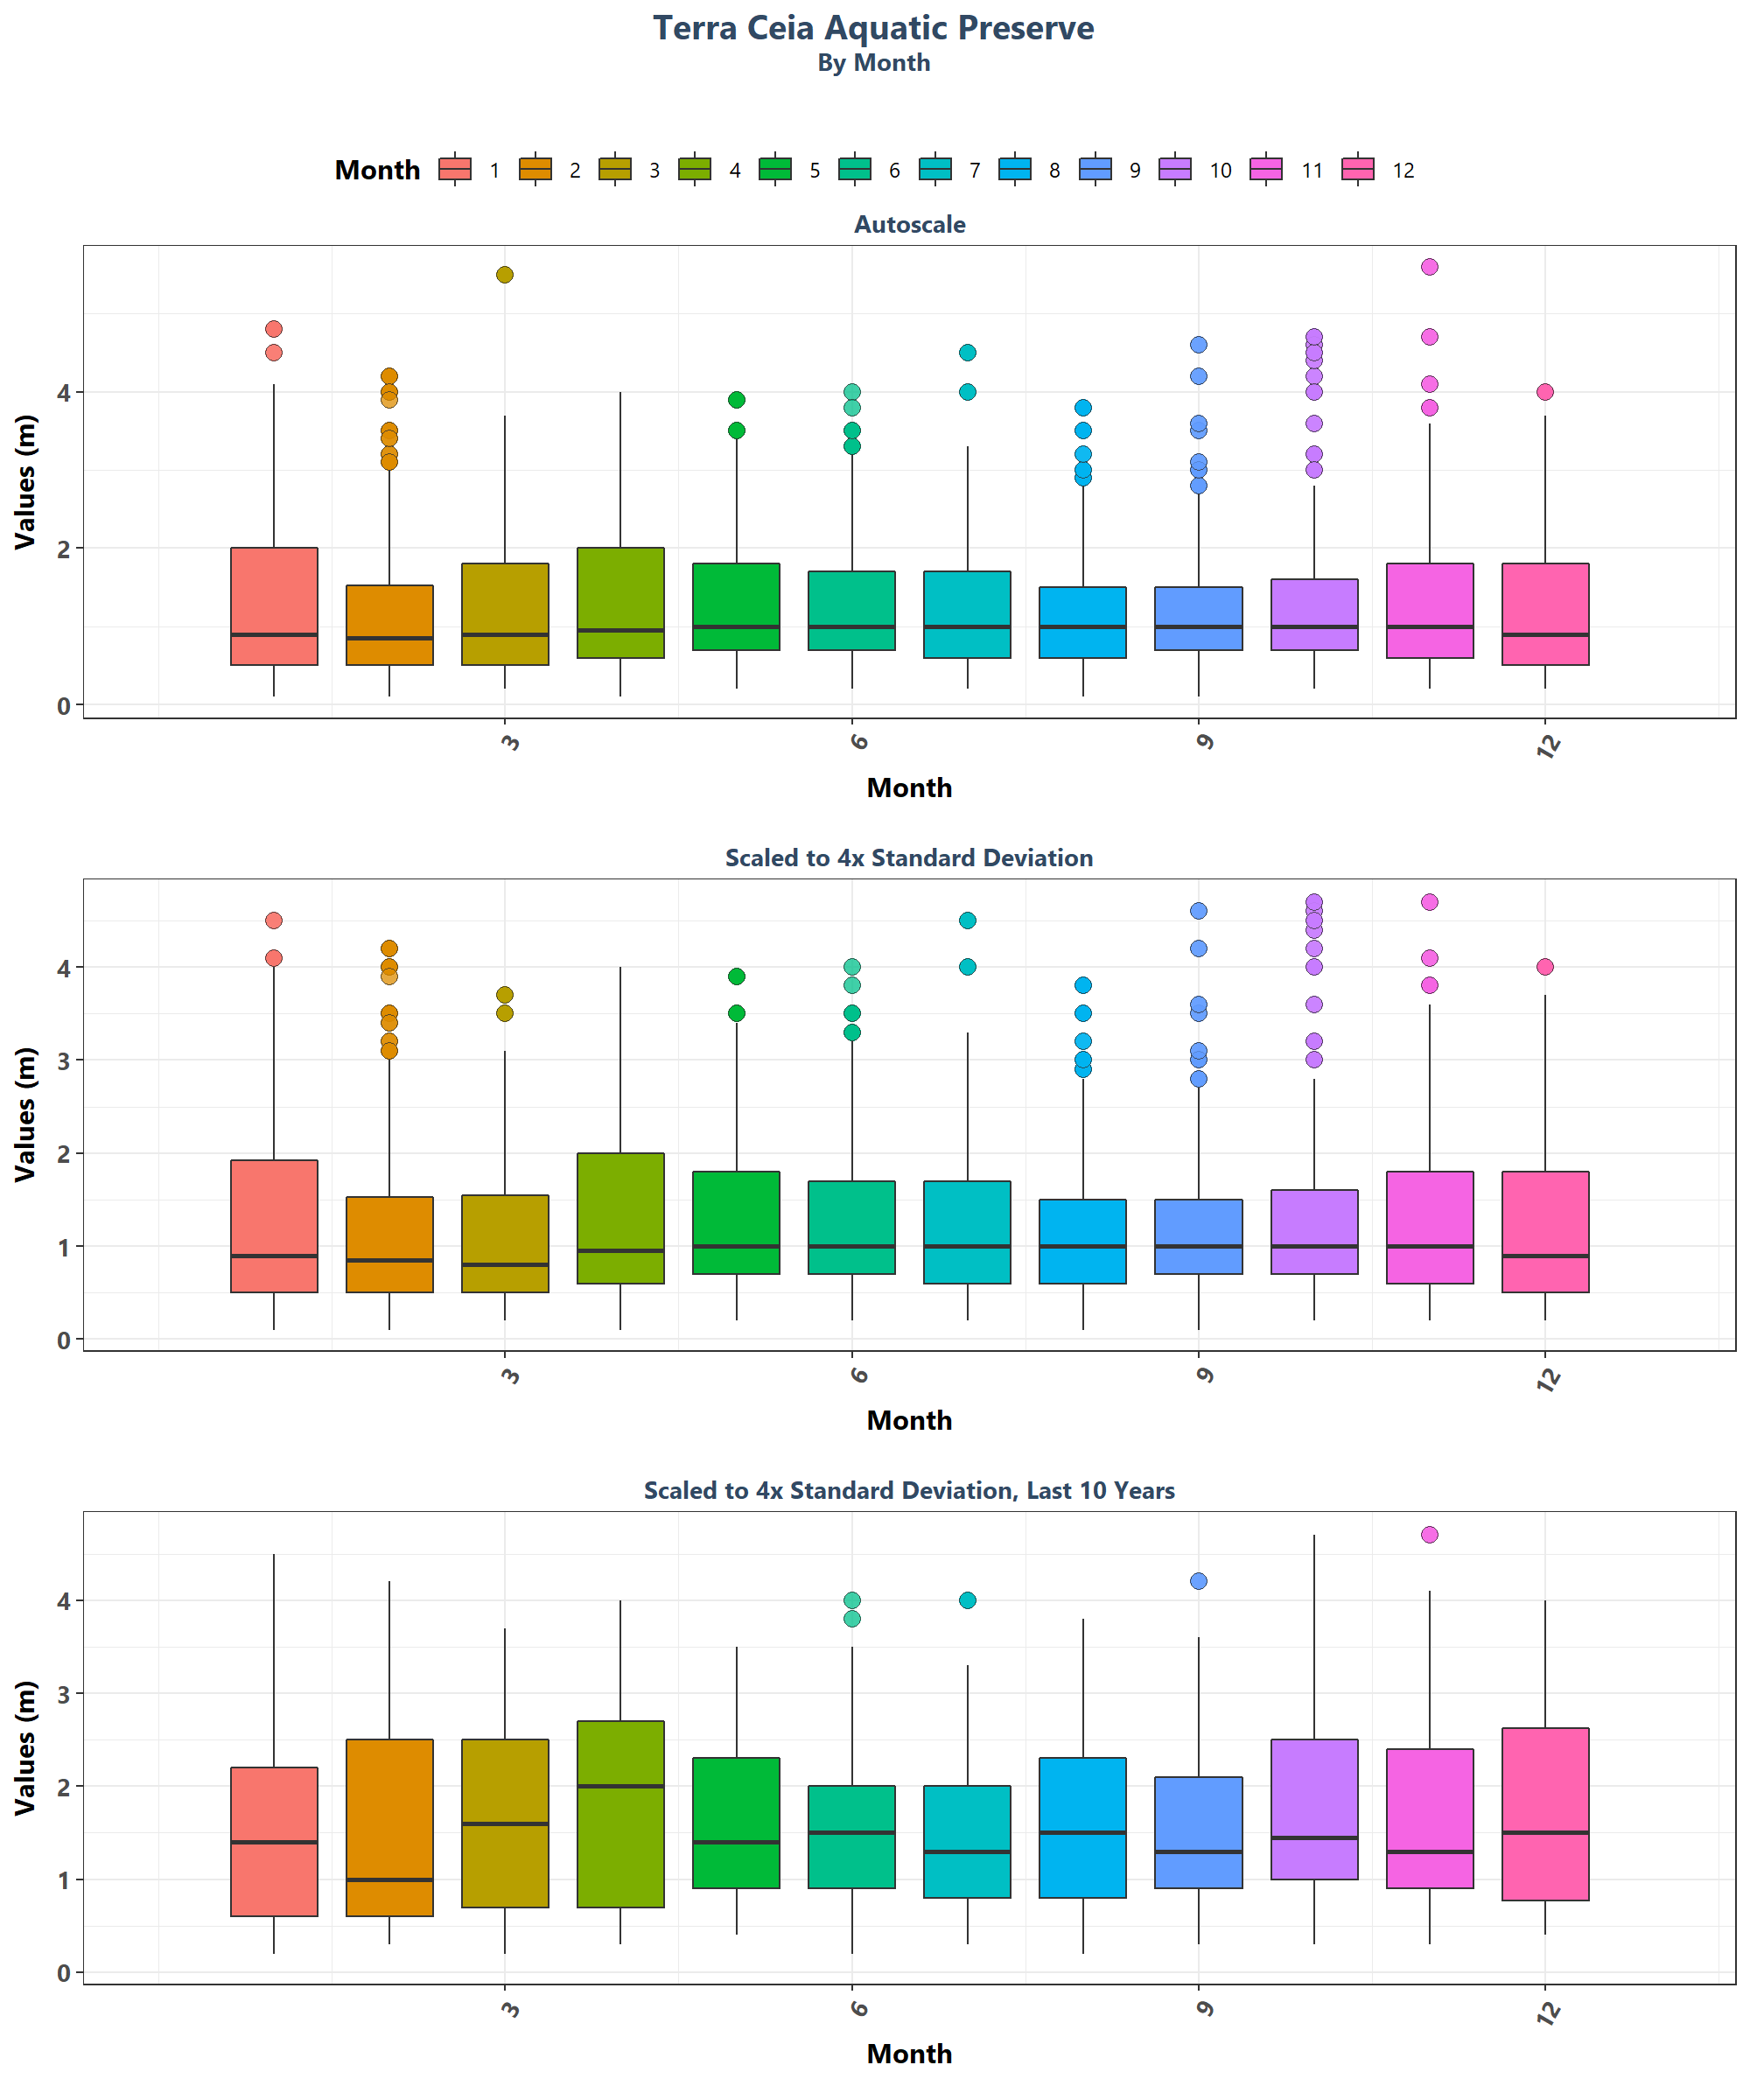 Terra Ceia Aquatic Preserve
By Month
Month 1 2 3 4 5 6 7 8 9 10 11 12
Autoscale
Values (m)
4
2
0
3 6 9 12
Month
Scaled to 4x Standard Deviation
Values (m)
4
3
2
1
0
3 6 9 12
Month
Scaled to 4x Standard Deviation, Last 10 Years
Values (m)
4
3
2
1
0
3 6 9 12
Month